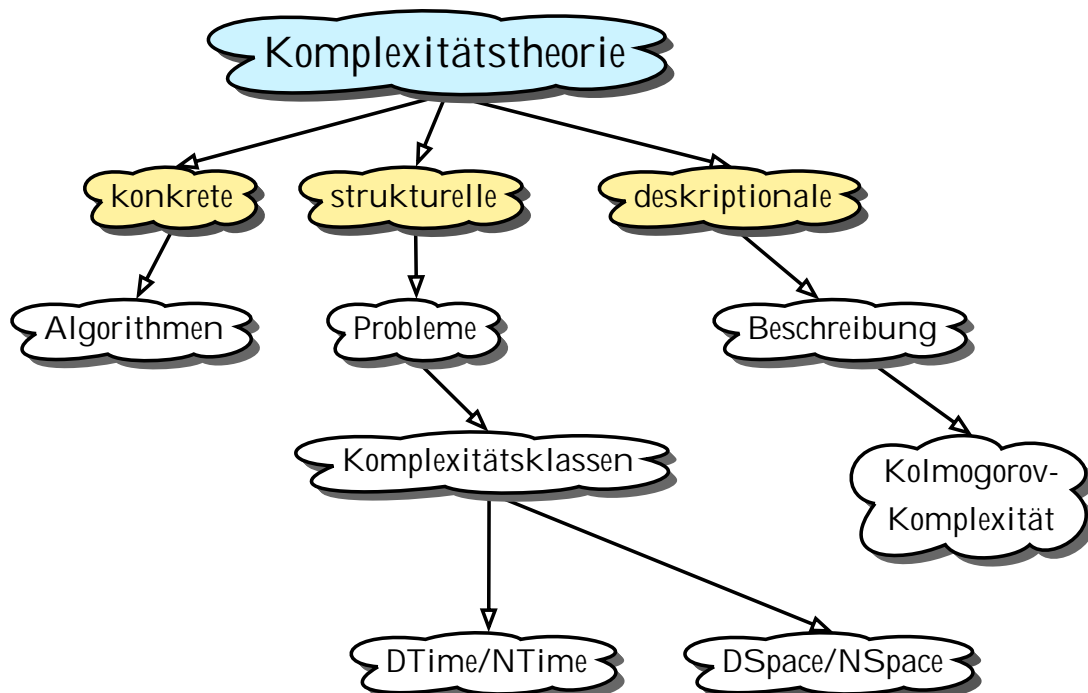 Komplexitätstheorie
konkrete
strukturelle
deskriptionale
Algorithmen
Probleme
Beschreibung
Komplexitätsklassen
Kolmogorov-
Komplexität
DTime/NTime
DSpace/NSpace